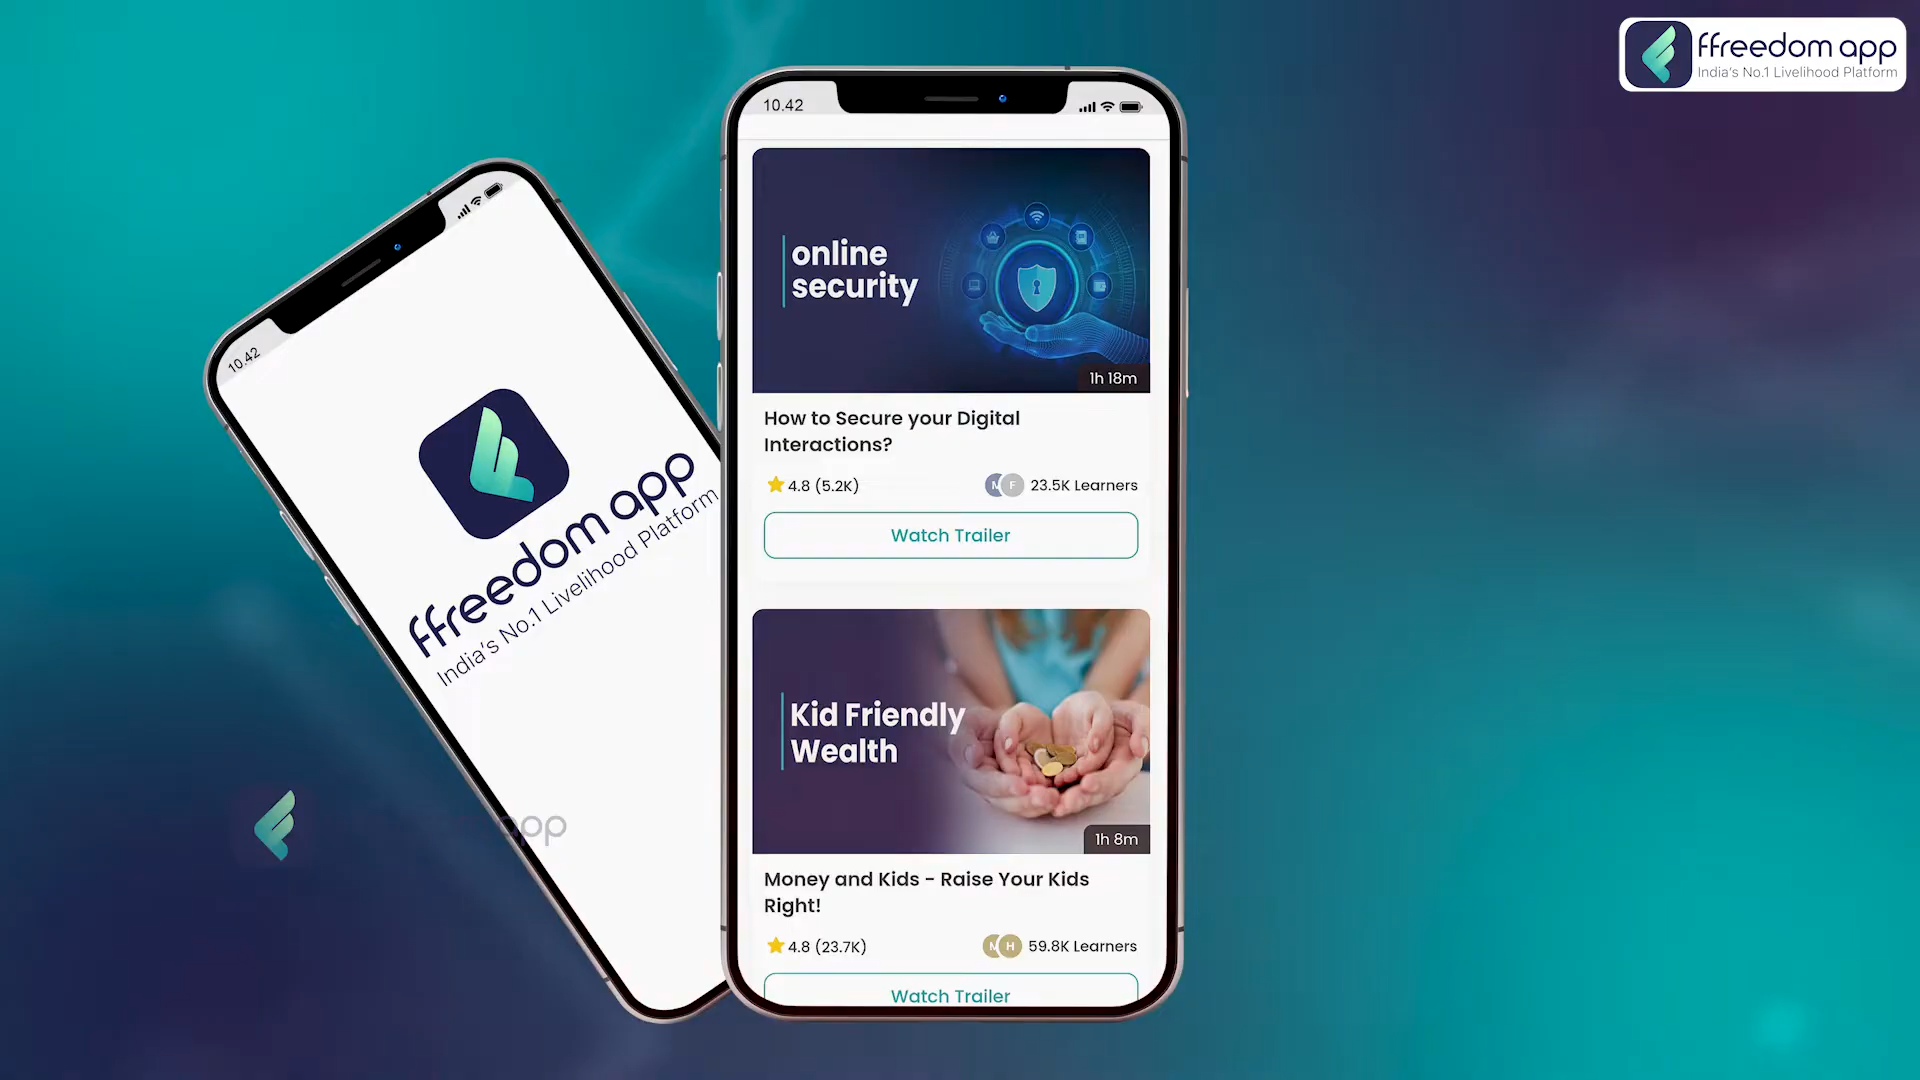 ffreedom app
India's No.1 Livelihood Platform
10.42
ffreedom app
India's No.1 Livelihood Platform
app
10.42
online
security
1h 18m
How to Secure your Digital
Interactions?
4.8 (5.2K)
M F 23.5K Learners
Watch Trailer
Kid Friendly
Wealth
1h 8m
Money and Kids - Raise Your Kids
Right!
4.8 (23.7K)
M H 59.8K Learners
Watch Trailer